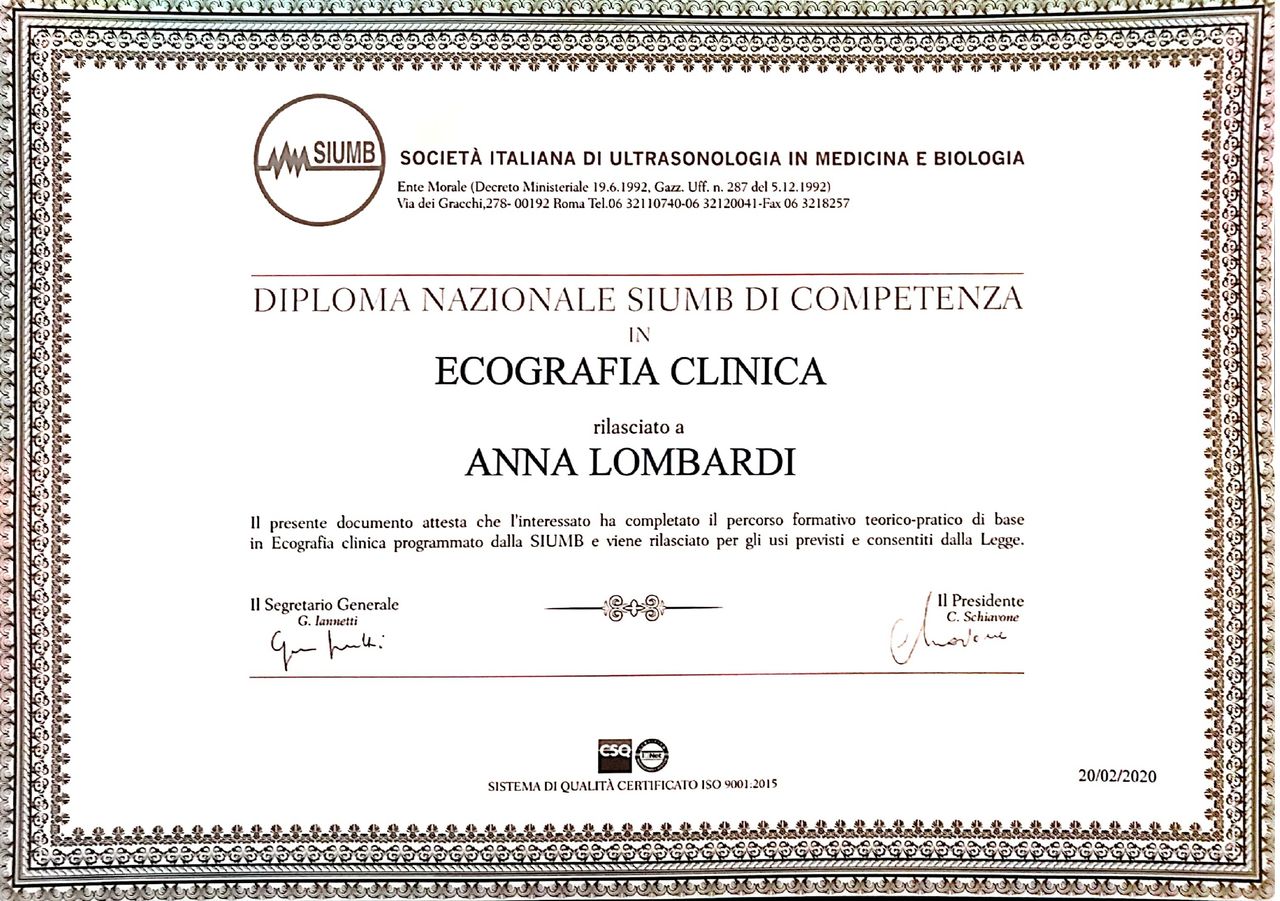 SIUMB
SOCIETÀ ITALIANA DI ULTRASONOLOGIA IN MEDICINA E BIOLOGIA
Ente Morale (Decreto Ministeriale 19.6.1992, Gazz. Uff. n. 287 del 5.12.1992)
Via dei Gracchi,278- 00192 Roma Tel.06 32110740-06 32120041-Fax 06 3218257
DIPLOMA NAZIONALE SIUMB DI COMPETENZA
IN
ECOGRAFIA CLINICA
rilasciato a
ANNA LOMBARDI
Il presente documento attesta che l'interessato ha completato il percorso formativo teorico-pratico di base
in Ecografia clinica programmato dalla SIUMB e viene rilasciato per gli usi previsti e consentiti dalla Legge.
Il Segretario Generale
G. Iannetti
Il Presidente
C. Schiavone
CSQ
SISTEMA DI QUALITÀ CERTIFICATO ISO 9001:2015
20/02/2020